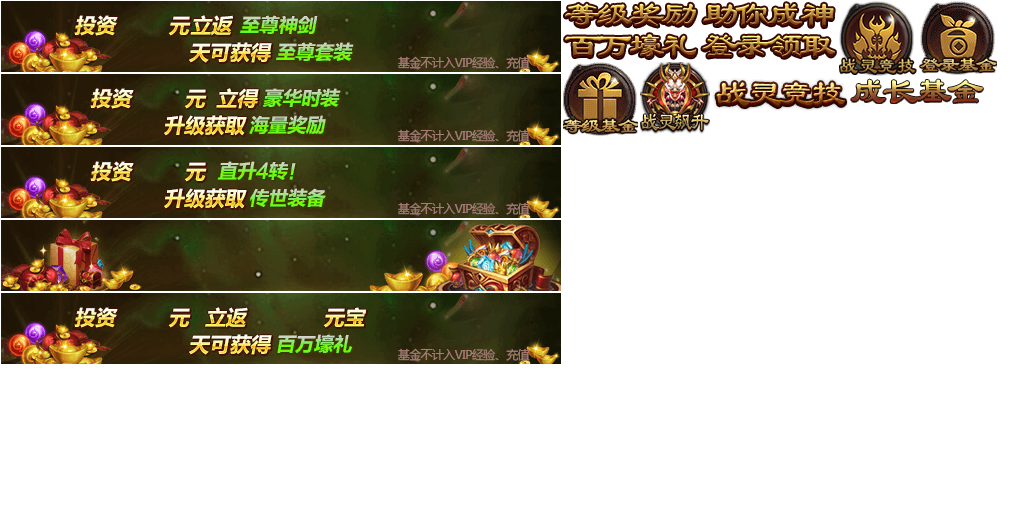 投资 元立返 至尊神剑
天可获得 至尊套装
基金不计入VIP经验、充值
投资 元 立得 豪华时装
升级获取 海量奖励
基金不计入VIP经验、充值
投资 元 直升4转!
升级获取 传世装备
基金不计入VIP经验、充值
投资 元 立返 元宝
天可获得 百万壕礼
基金不计入VIP经验、充值
等级奖励 助你成神
百万壕礼 登录领取
战灵竞技 登录基金
等级基金 战灵飙升
战灵竞技 成长基金